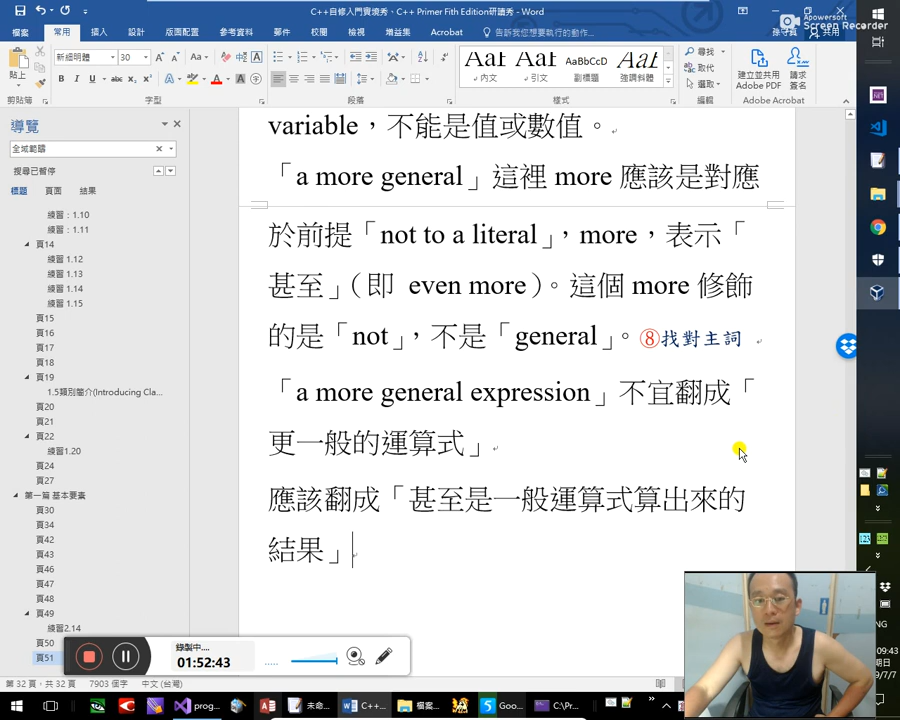 C++自修入門實境秀、C++ Primer Fith Edition研讀秀 - Word
Apowersoft
Screen Recorder
檔案 常用 插入 設計 版面配置 參考資料 郵件 校閱 檢視 增益集 Acrobat 告訴我您想要執行的動作... 孫守真 共用
新細明體 30
貼上
剪貼簿 字型 段落 樣式 編輯 Adobe Acrobat
內文 引文 副標題 強調斜體
尋找
取代
選取
建立並共用
Adobe PDF
請求
簽名
導覽
全域範疇
搜尋已暫停
標題 頁面 結果
練習：1.10
練習：1.11
頁14
練習 1.12
練習 1.13
練習 1.14
練習 1.15
頁15
頁16
頁17
頁18
頁19
1.5類別簡介(Introducing Cla...
頁20
頁21
頁22
練習1.20
頁24
頁27
第一篇 基本要素
頁30
頁34
頁42
頁43
頁46
頁47
頁48
頁49
練習2.14
頁50
頁51
variable，不能是值或數值。
「a more general」這裡 more 應該是對應
於前提「not to a literal」，more，表示「
甚至」（即 even more）。這個 more 修飾
的是「not」，不是「general」。⑧找對主詞
「a more general expression」不宜翻成「
更一般的運算式」
應該翻成「甚至是一般運算式算出來的
結果」
錄製中....
01:52:43
第 32 頁，共 32 頁 7903 個字 中文 (台灣)
prog... 未命... C++... 檔案... Goo... C:\Pr...
NG
09:43
期日
19/7/7